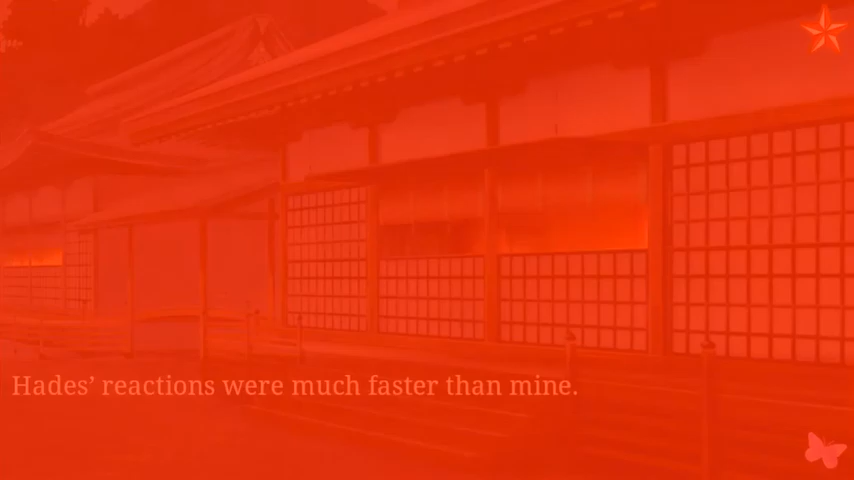 Hades’ reactions were much faster than mine.